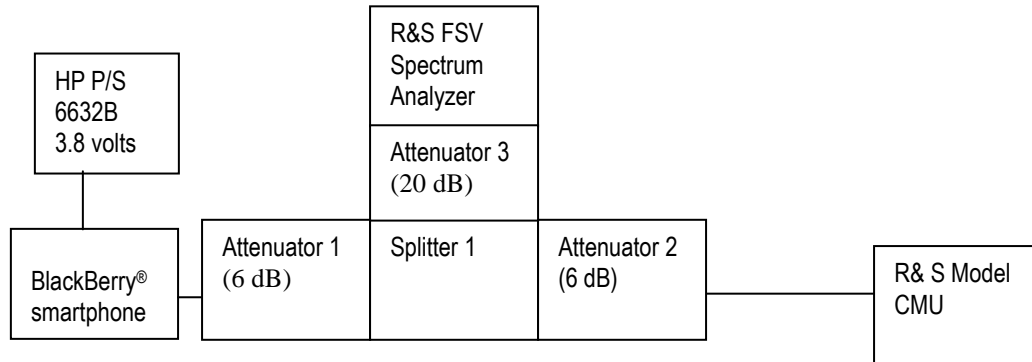 R&S FSV
Spectrum
Analyzer
HP P/S
6632B
3.8 volts
Attenuator 3
(20 dB)
Attenuator 1
(6 dB)
Splitter 1
Attenuator 2
(6 dB)
BlackBerry®
smartphone
R& S Model
CMU